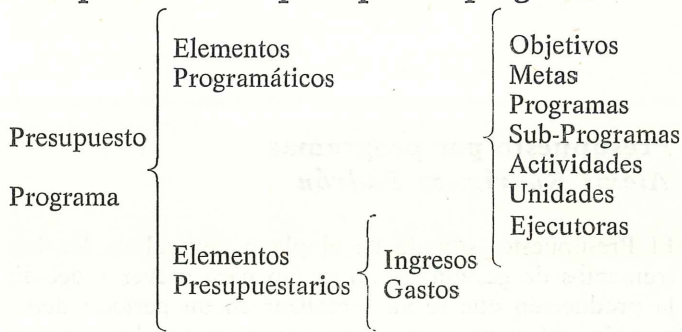 Presupuesto
Programa
Elementos
Programáticos
Objetivos
Metas
Programas
Sub-Programas
Actividades
Unidades
Ejecutoras
Elementos
Presupuestarios
Ingresos
Gastos